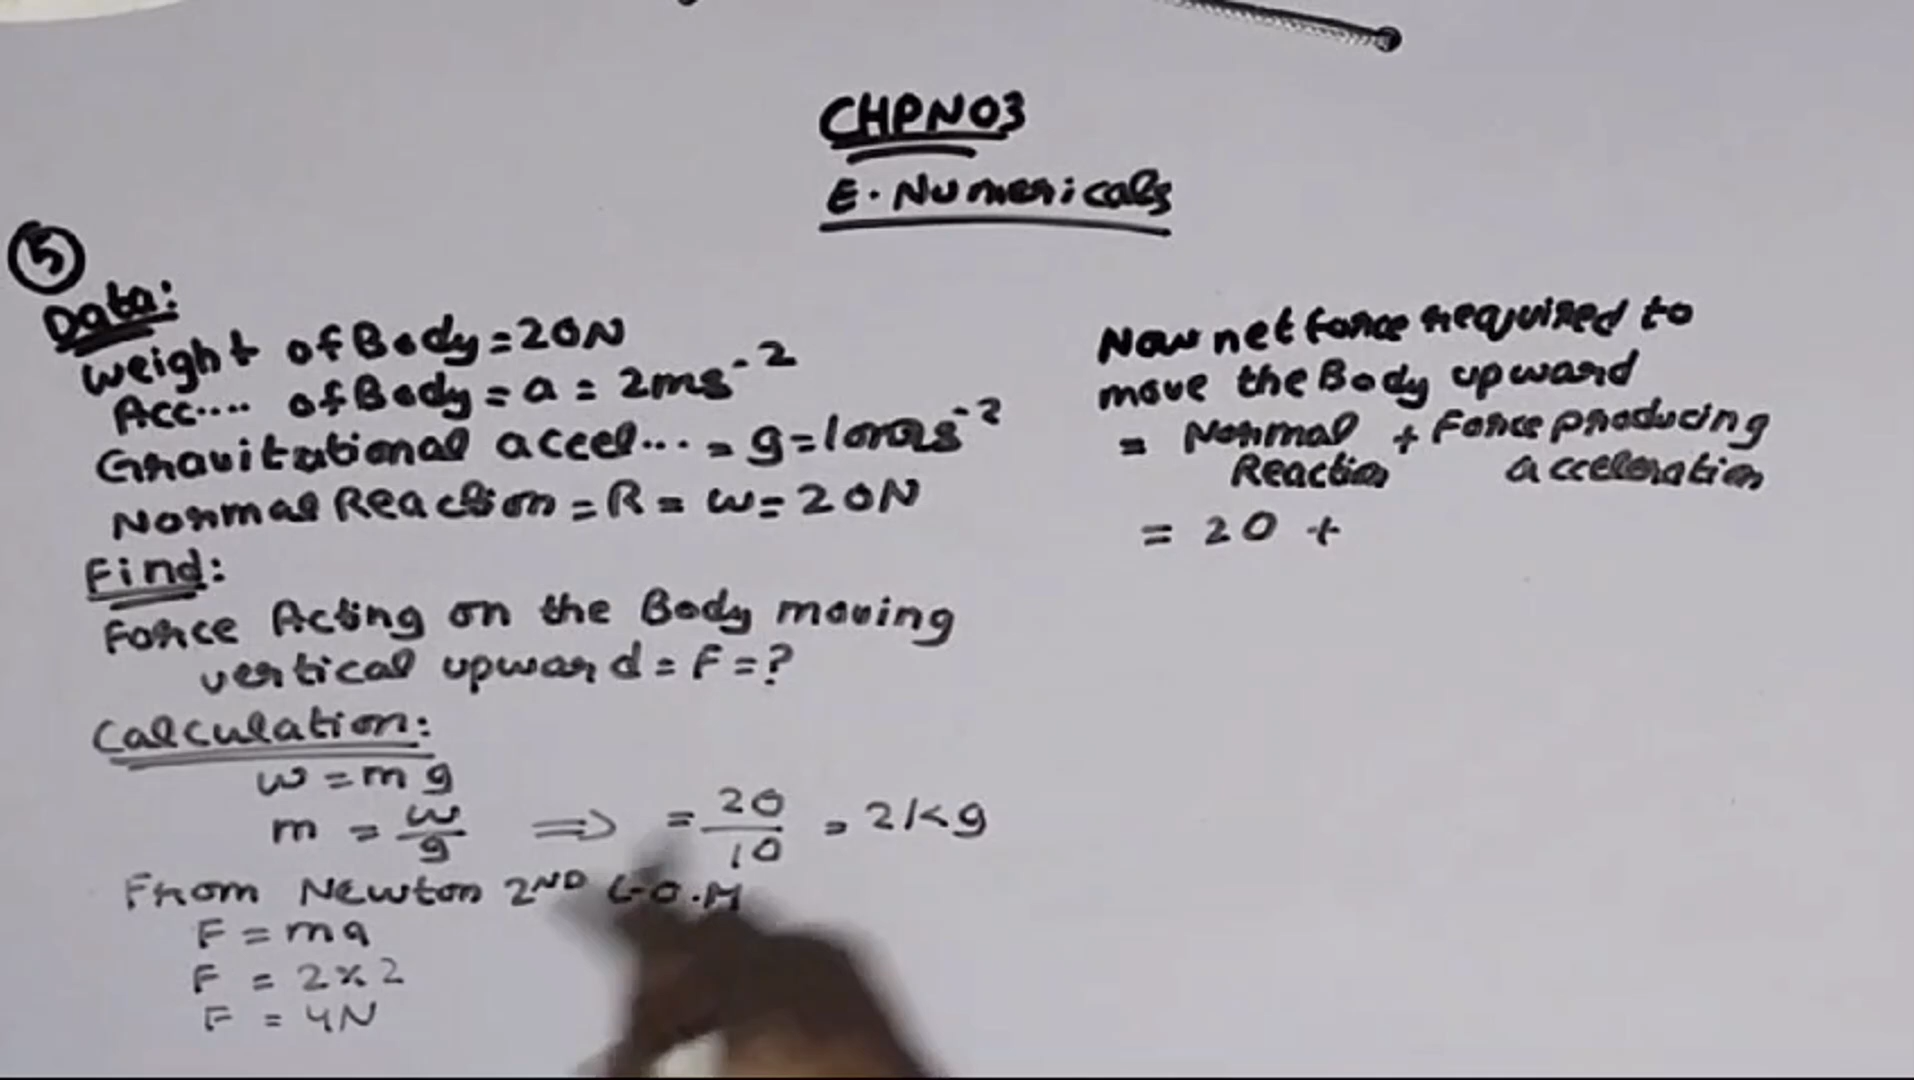 CHPNO3
E. Numericals
5
Data:
Weight of Body = 20N
Acc.... of Body = a = 2ms-2
Gravitational accel... = g = 10ms-2
Normal Reaction = R = w = 20N
Find:
Force Acting on the Body moving
vertical upward = F = ?
Calculation:
w = mg
m = w/g ⇒ = 20/10 = 2kg
From Newton 2ND L.O.M
F = ma
F = 2×2
F = 4N
Now net force required to
move the Body upward
= Normal + Force producing
Reaction acceleration
= 20 +